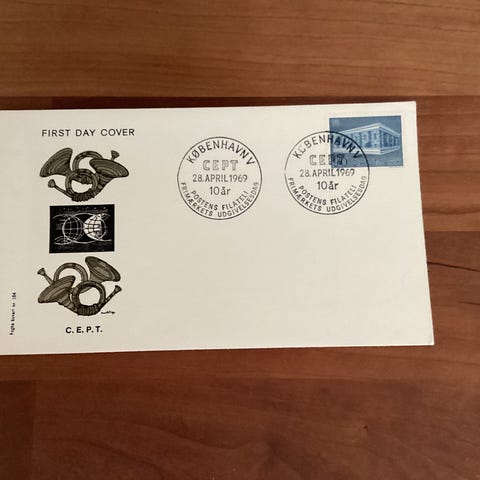 FIRST DAY COVER
KØBENHAVN V
CEPT
28. APRIL 1969
10 år
POSTENS FILATELI
FRIMÆRKETS UDGIVELSESDAG
KØBENHAVN V
CEPT
28. APRIL 1969
10 år
POSTENS FILATELI
FRIMÆRKETS UDGIVELSESDAG
C.E.P.T.